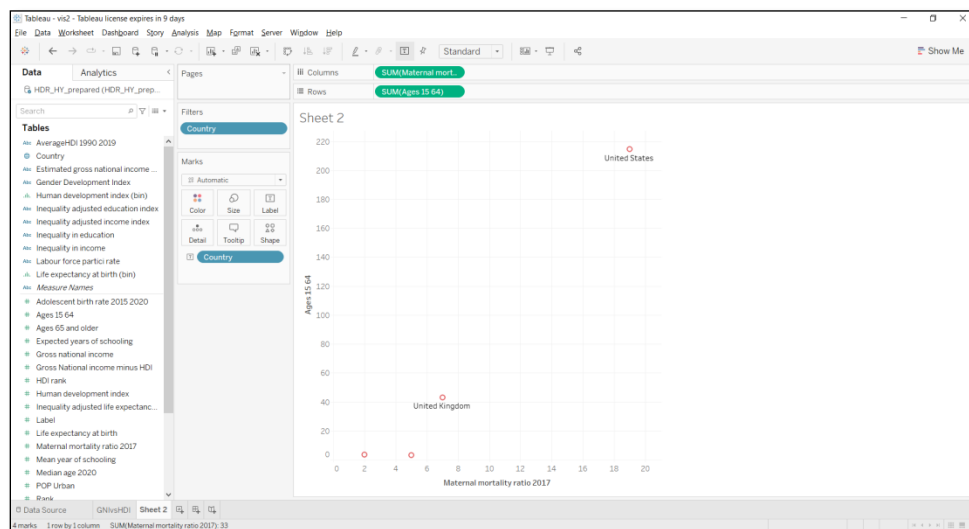 Tableau - vis2 - Tableau license expires in 9 days
File Data Worksheet Dashboard Story Analysis Map Format Server Window Help
Standard
Show Me
Data Analytics
HDR_HY_prepared (HDR_HY_prep...
Search
Tables
Abc AverageHDI 1990 2019
Country
Abc Estimated gross national income ...
Abc Gender Development Index
Human development index (bin)
Abc Inequality adjusted education index
Abc Inequality adjusted income index
Abc Inequality in education
Abc Inequality in income
Abc Labour force partici rate
Life expectancy at birth (bin)
Abc Measure Names
# Adolescent birth rate 2015 2020
# Ages 15 64
# Ages 65 and older
# Expected years of schooling
# Gross national income
# Gross National income minus HDI
# HDI rank
# Human development index
# Inequality adjusted life expectanc...
# Label
# Life expectancy at birth
# Maternal mortality ratio 2017
# Mean year of schooling
# Median age 2020
# POP Urban
# Rank
Pages
Filters
Country
Marks
Automatic
Color Size Label
Detail Tooltip Shape
Country
Columns SUM(Maternal mort..
Rows SUM(Ages 15 64)
Sheet 2
220
200
180
160
140
120
100
80
60
40
20
0
Ages 15 64
United States
United Kingdom
0 2 4 6 8 10 12 14 16 18 20
Maternal mortality ratio 2017
Data Source GNIvsHDI Sheet 2
4 marks 1 row by 1 column SUM(Maternal mortality ratio 2017): 33